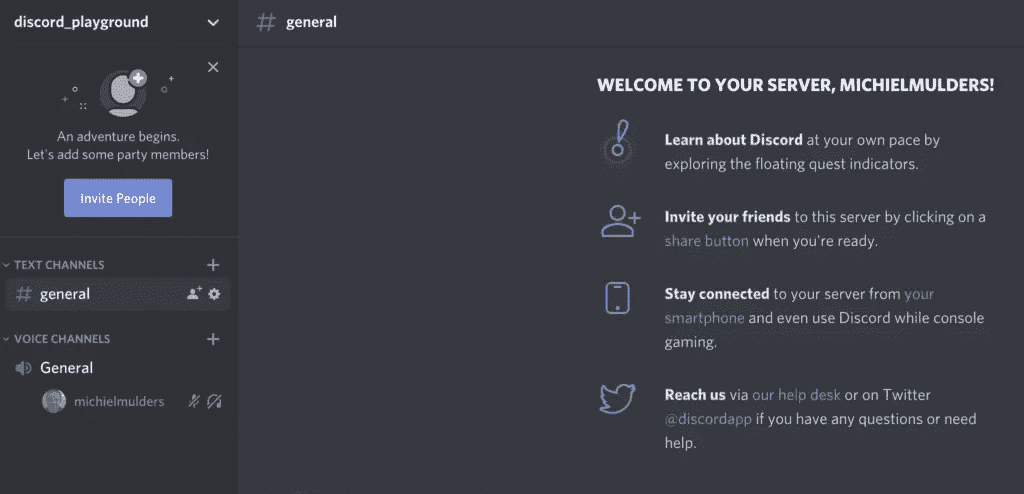 discord_playground
An adventure begins.
Let's add some party members!
Invite People
TEXT CHANNELS
general
VOICE CHANNELS
General
michielmulders
# general
WELCOME TO YOUR SERVER, MICHIELMULDERS!
Learn about Discord at your own pace by
exploring the floating quest indicators.
Invite your friends to this server by clicking on a
share button when you're ready.
Stay connected to your server from your
smartphone and even use Discord while console
gaming.
Reach us via our help desk or on Twitter
@discordapp if you have any questions or need
help.